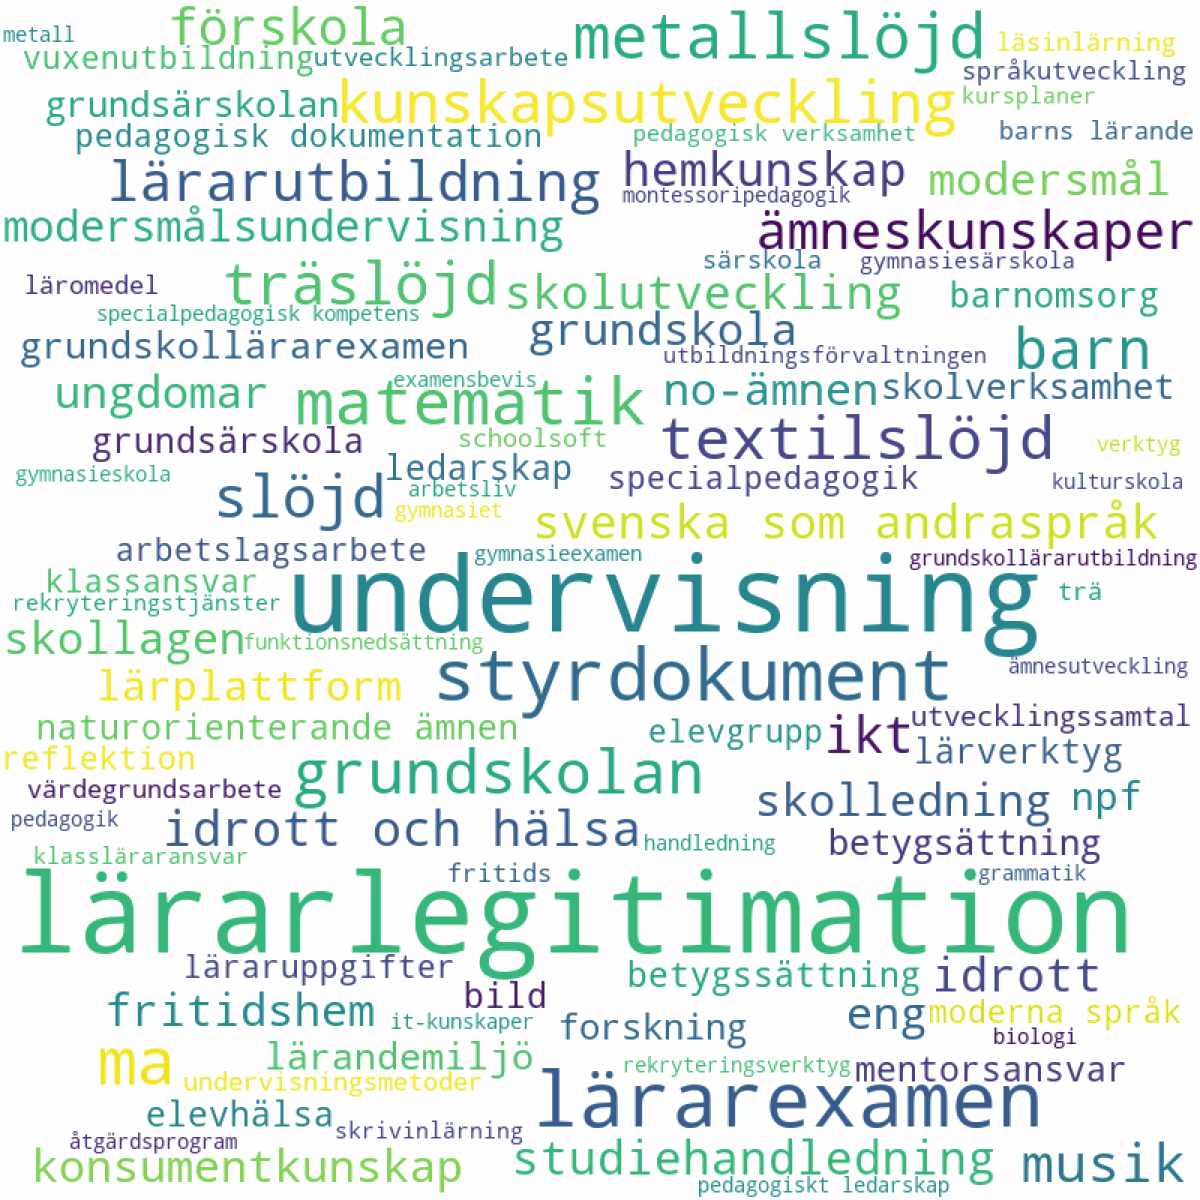 förskola
metallslöjd
metall
läsinlärning
vuxenutbildning
utvecklingsarbete
språkutveckling
grundsärskolan
kunskapsutveckling
kursplaner
pedagogisk dokumentation
pedagogisk verksamhet
barns lärande
lärarutbildning
hemkunskap
modersmål
montessoripedagogik
modersmålsundervisning
ämneskunskaper
särskola
gymnasiesärskola
läromedel
träslöjd
skolutveckling
barnomsorg
specialpedagogisk kompetens
grundskola
grundskollärarexamen
utbildningsförvaltningen
barn
examensbevis
ungdomar
matematik
no-ämnen
skolverksamhet
grundsärskola
schoolsoft
textilslöjd
verktyg
gymnasieskola
ledarskap
specialpedagogik
kulturskola
slöjd
arbetsliv
gymnasiet
svenska som andraspråk
arbetslagsarbete
gymnasieexamen
grundskollärarutbildning
klassansvar
undervisning
trä
rekryteringstjänster
skollagen
funktionsnedsättning
styrdokument
ämnesutveckling
lärplattform
naturorienterande ämnen
elevgrupp
ikt
utvecklingssamtal
reflektion
lärverktyg
grundskolan
värdegrundsarbete
skolledning
npf
pedagogik
idrott och hälsa
handledning
betygsättning
klassläraransvar
fritids
grammatik
lärarlegitimation
läraruppgifter
betygssättning
idrott
fritidshem
bild
it-kunskaper
forskning
eng
moderna språk
biologi
ma
lärandemiljö
rekryteringsverktyg
mentorsansvar
undervisningsmetoder
lärarexamen
elevhälsa
skrivinlärning
åtgärdsprogram
konsumentkunskap
studiehandledning
musik
pedagogiskt ledarskap